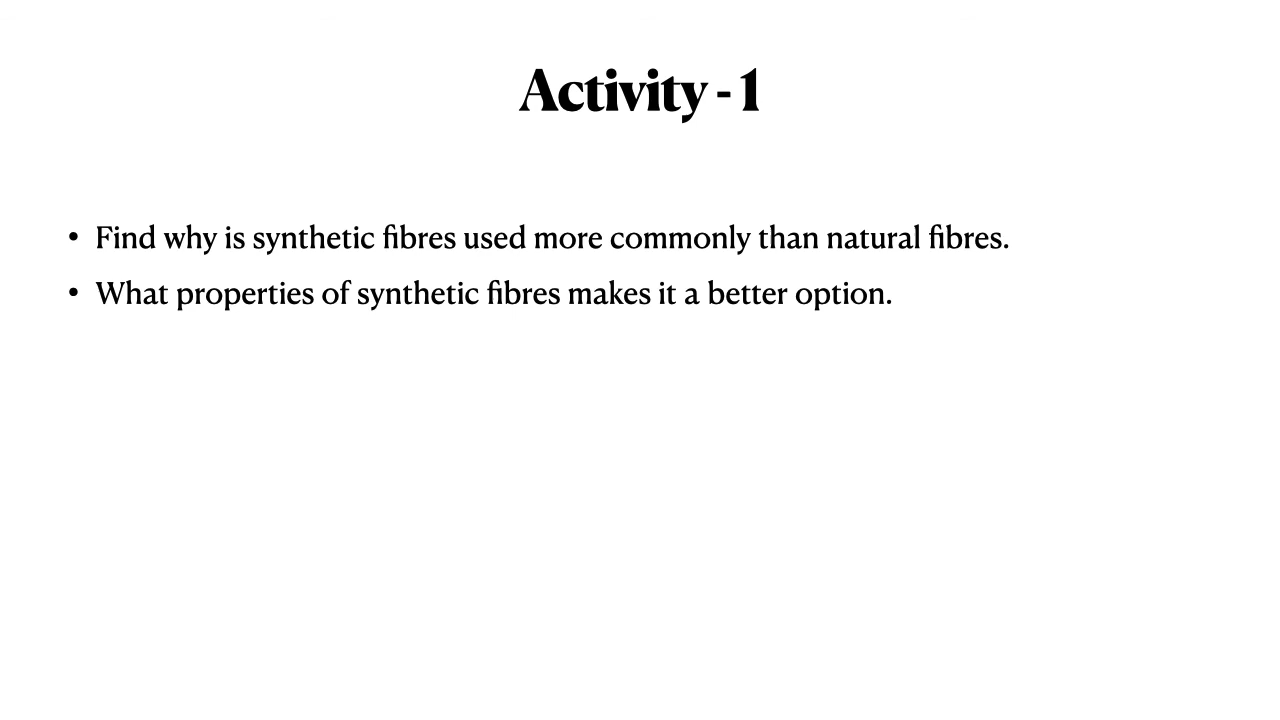 Activity - 1
• Find why is synthetic fibres used more commonly than natural fibres.
• What properties of synthetic fibres makes it a better option.